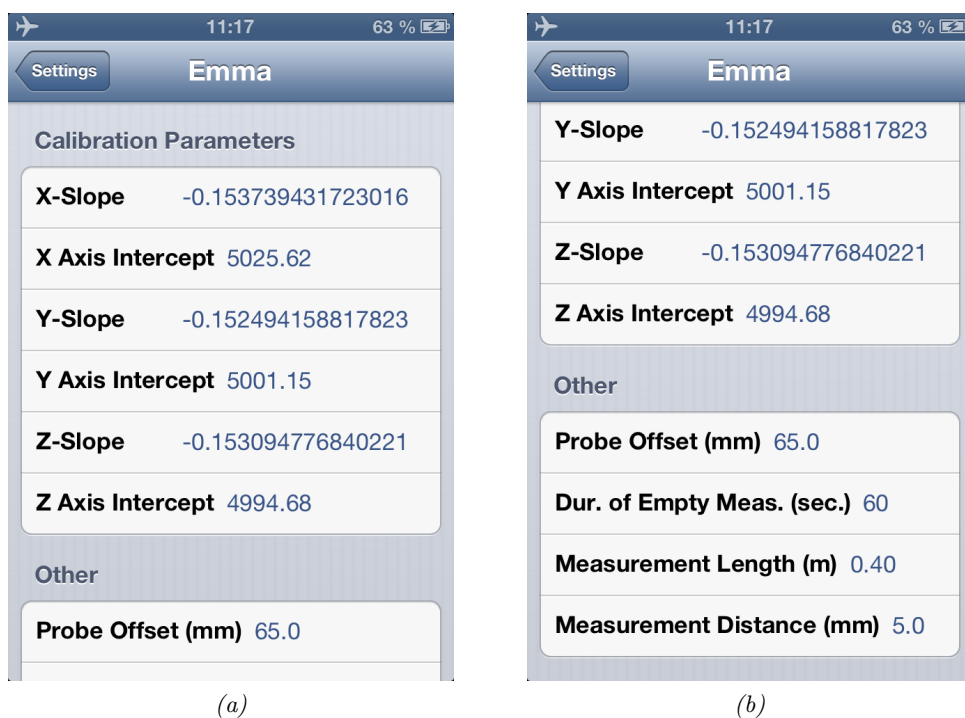 11:17 63 %
Settings Emma
Calibration Parameters
X-Slope -0.153739431723016
X Axis Intercept 5025.62
Y-Slope -0.152494158817823
Y Axis Intercept 5001.15
Z-Slope -0.153094776840221
Z Axis Intercept 4994.68
Other
Probe Offset (mm) 65.0
(a)
11:17 63 %
Settings Emma
Y-Slope -0.152494158817823
Y Axis Intercept 5001.15
Z-Slope -0.153094776840221
Z Axis Intercept 4994.68
Other
Probe Offset (mm) 65.0
Dur. of Empty Meas. (sec.) 60
Measurement Length (m) 0.40
Measurement Distance (mm) 5.0
(b)